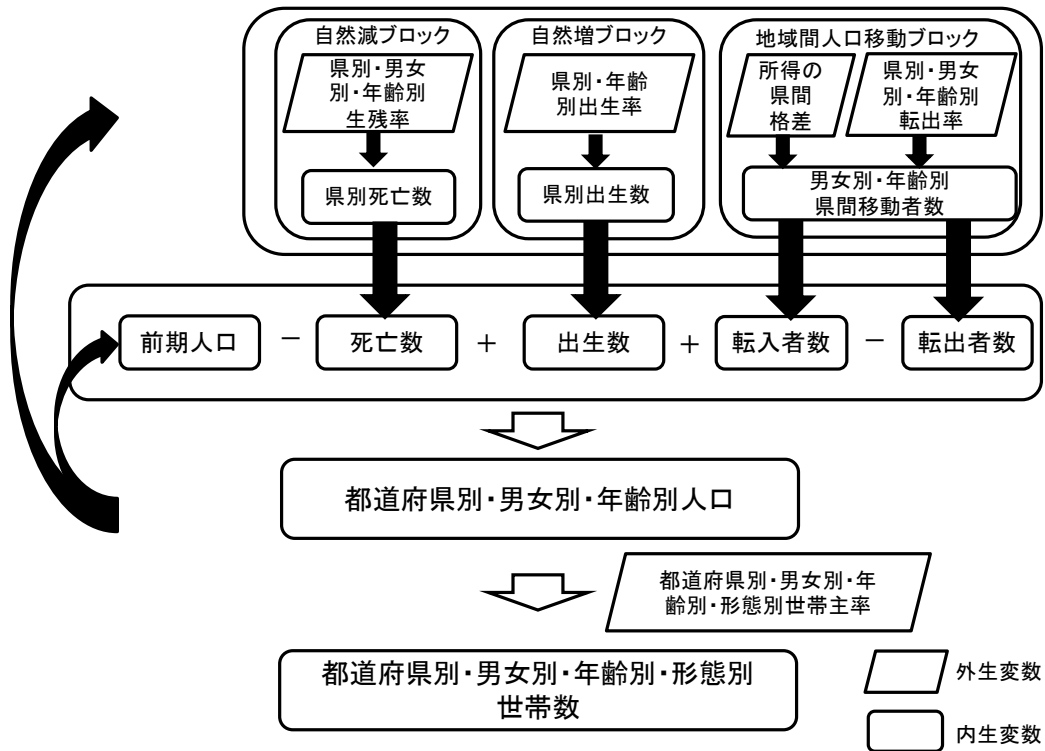 自然減ブロック
県別・男女
別・年齢別
生残率
県別死亡数
自然増ブロック
県別・年齢
別出生率
県別出生数
地域間人口移動ブロック
所得の
県間
格差
県別・男女
別・年齢別
転出率
男女別・年齢別
県間移動者数
前期人口 － 死亡数 ＋ 出生数 ＋ 転入者数 － 転出者数
都道府県別・男女別・年齢別人口
都道府県別・男女別・年
齢別・形態別世帯主率
都道府県別・男女別・年齢別・形態別
世帯数
外生変数
内生変数